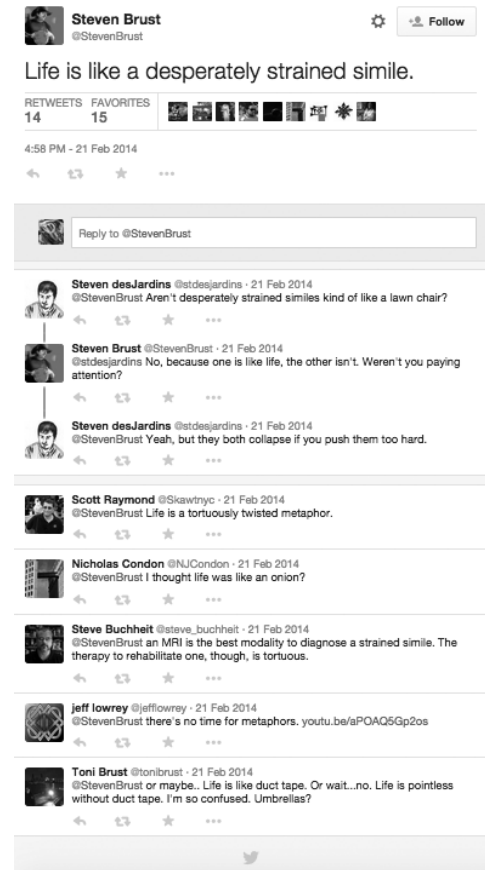 Steven Brust
@StevenBrust
Follow
Life is like a desperately strained simile.
RETWEETS FAVORITES
14 15
4:58 PM - 21 Feb 2014
Reply to @StevenBrust
Steven desJardins @stdesjardins · 21 Feb 2014
@StevenBrust Aren't desperately strained similes kind of like a lawn chair?
Steven Brust @StevenBrust · 21 Feb 2014
@stdesjardins No, because one is like life, the other isn't. Weren't you paying
attention?
Steven desJardins @stdesjardins · 21 Feb 2014
@StevenBrust Yeah, but they both collapse if you push them too hard.
Scott Raymond @Skawtnyc · 21 Feb 2014
@StevenBrust Life is a tortuously twisted metaphor.
Nicholas Condon @NJCondon · 21 Feb 2014
@StevenBrust I thought life was like an onion?
Steve Buchheit @steve_buchheit · 21 Feb 2014
@StevenBrust an MRI is the best modality to diagnose a strained simile. The
therapy to rehabilitate one, though, is tortuous.
jeff lowrey @jefflowrey · 21 Feb 2014
@StevenBrust there's no time for metaphors. youtu.be/aPOAQ5Gp2os
Toni Brust @tonibrust · 21 Feb 2014
@StevenBrust or maybe.. Life is like duct tape. Or wait...no. Life is pointless
without duct tape. I'm so confused. Umbrellas?